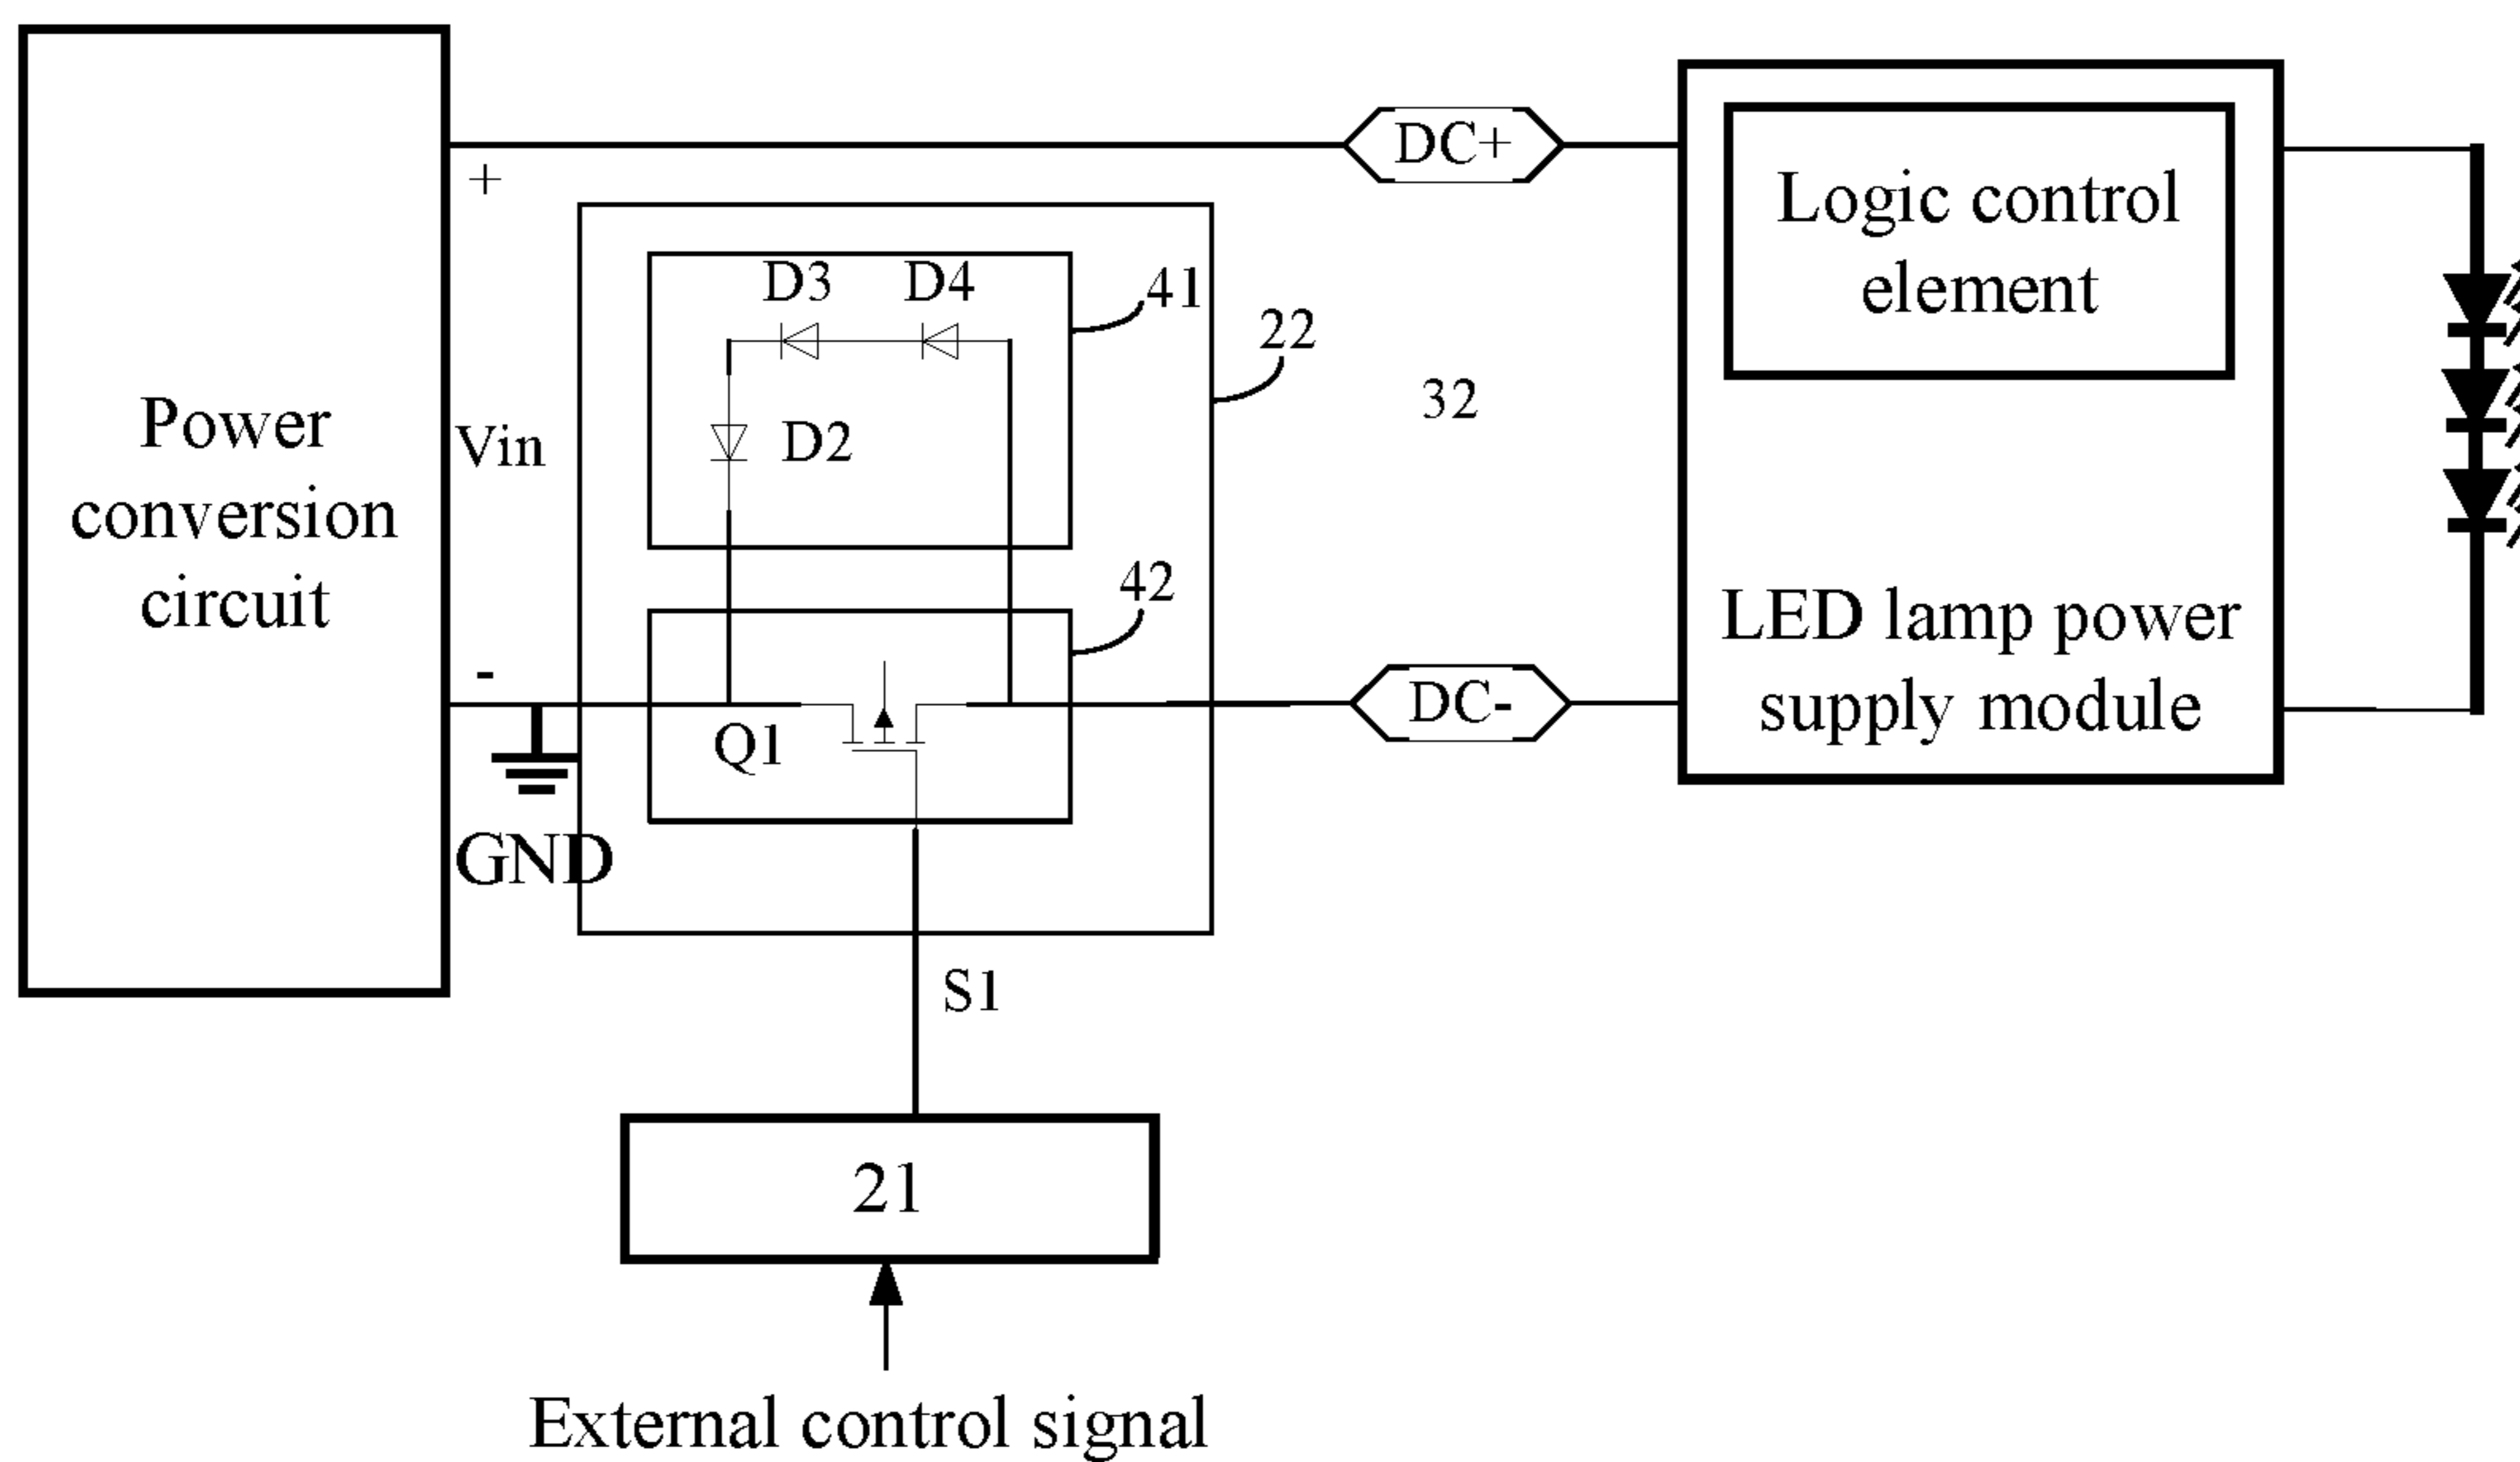 DC+
+
Logic control
element
D3 D4
41
22
32
Power
conversion
circuit
Vin
D2
42
LED lamp power
supply module
-
DC-
Q1
GND
S1
21
External control signal